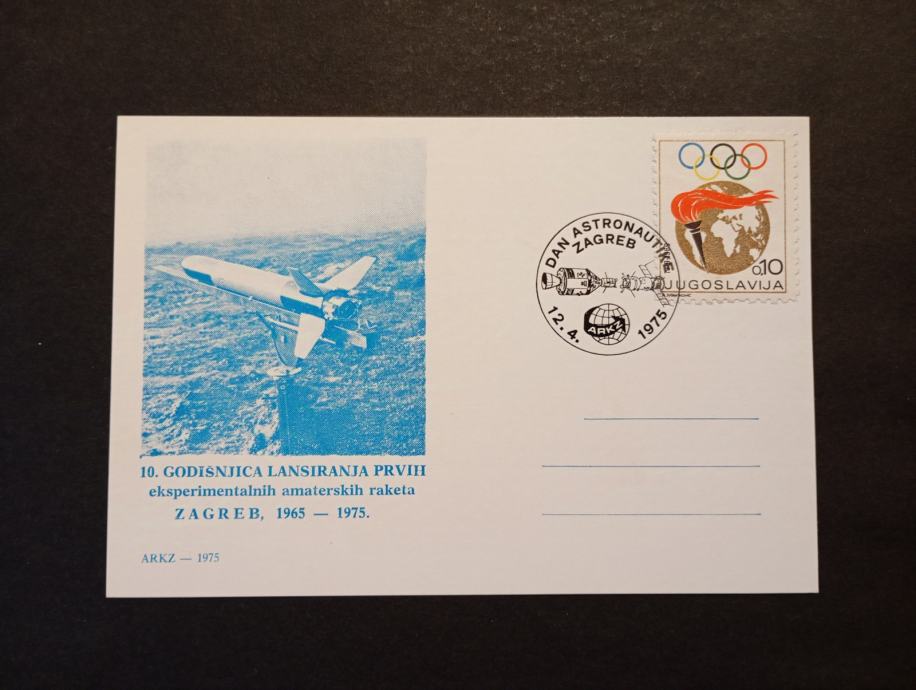 DAN ASTRONAUTIKE
ZAGREB
ARKZ
12. 4. 1975
0.10
JUGOSLAVIJA
10. GODIŠNJICA LANSIRANJA PRVIH
eksperimentalnih amaterskih raketa
ZAGREB, 1965 — 1975.
ARKZ — 1975